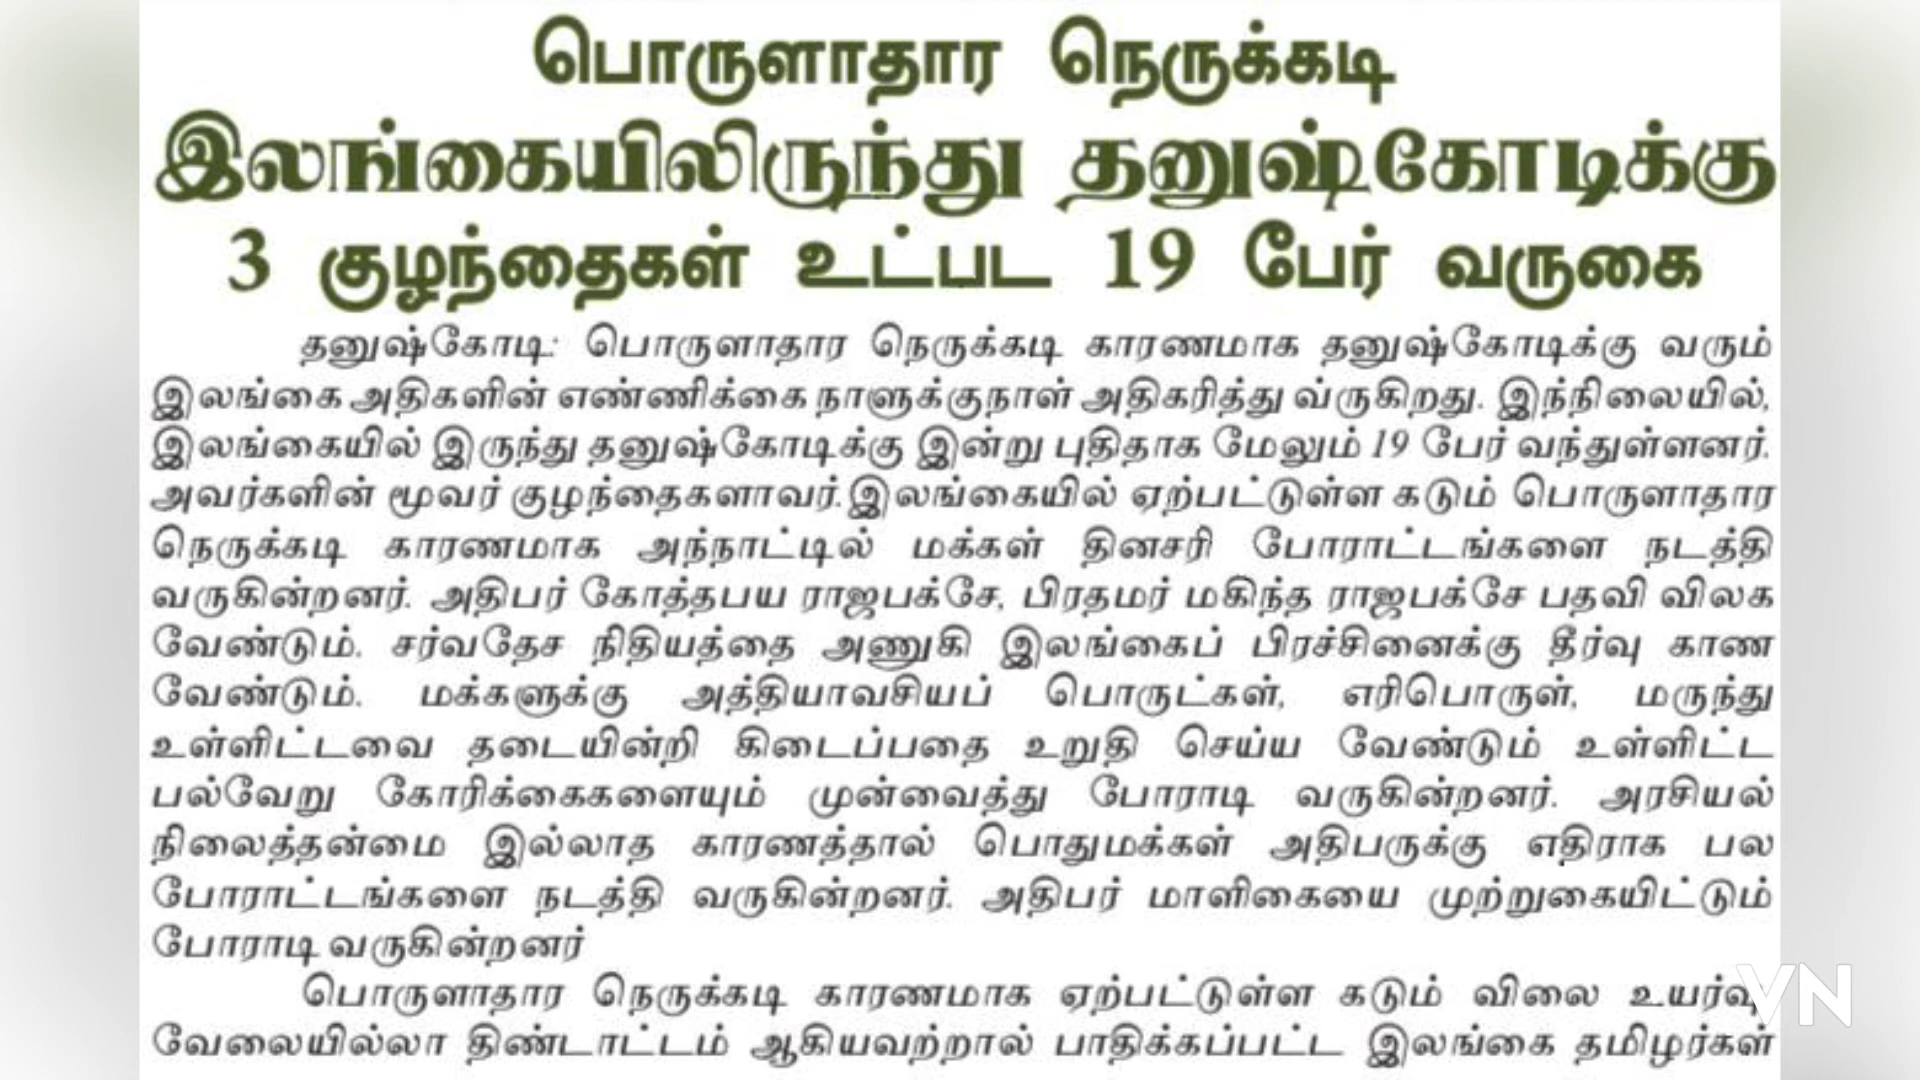 பொருளாதார நெருக்கடி
இலங்கையிலிருந்து தனுஷ்கோடிக்கு
3 குழந்தைகள் உட்பட 19 பேர் வருகை
தனுஷ்கோடி: பொருளாதார நெருக்கடி காரணமாக தனுஷ்கோடிக்கு வரும்
இலங்கை அதிகளின் எண்ணிக்கை நாளுக்குநாள் அதிகரித்து வ்ருகிறது. இந்நிலையில்,
இலங்கையில் இருந்து தனுஷ்கோடிக்கு இன்று புதிதாக மேலும் 19 பேர் வந்துள்ளனர்.
அவர்களின் மூவர் குழந்தைகளாவர்.இலங்கையில் ஏற்பட்டுள்ள கடும் பொருளாதார
நெருக்கடி காரணமாக அந்நாட்டில் மக்கள் தினசரி போராட்டங்களை நடத்தி
வருகின்றனர். அதிபர் கோத்தபய ராஜபக்சே, பிரதமர் மகிந்த ராஜபக்சே பதவி விலக
வேண்டும். சர்வதேச நிதியத்தை அணுகி இலங்கைப் பிரச்சினைக்கு தீர்வு காண
வேண்டும். மக்களுக்கு அத்தியாவசியப் பொருட்கள், எரிபொருள், மருந்து
உள்ளிட்டவை தடையின்றி கிடைப்பதை உறுதி செய்ய வேண்டும் உள்ளிட்ட
பல்வேறு கோரிக்கைகளையும் முன்வைத்து போராடி வருகின்றனர். அரசியல்
நிலைத்தன்மை இல்லாத காரணத்தால் பொதுமக்கள் அதிபருக்கு எதிராக பல
போராட்டங்களை நடத்தி வருகின்றனர். அதிபர் மாளிகையை முற்றுகையிட்டும்
போராடி வருகின்றனர்
பொருளாதார நெருக்கடி காரணமாக ஏற்பட்டுள்ள கடும் விலை உயர்வு
வேலையில்லா திண்டாட்டம் ஆகியவற்றால் பாதிக்கப்பட்ட இலங்கை தமிழர்கள்
VN